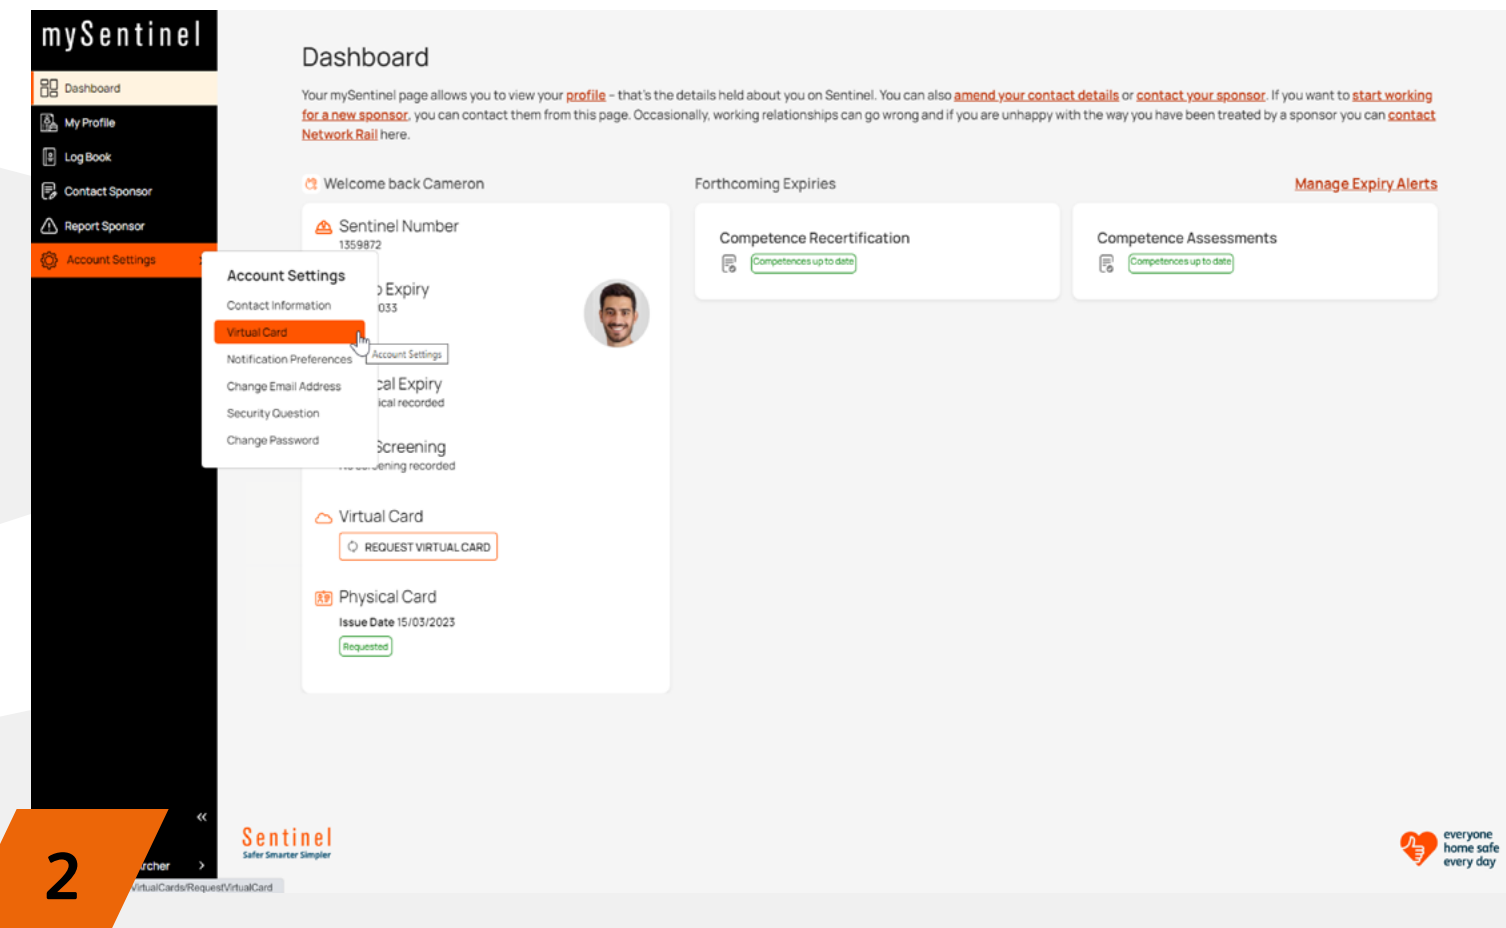 mySentinel
Dashboard
My Profile
Log Book
Contact Sponsor
Report Sponsor
Account Settings
Dashboard
Your mySentinel page allows you to view your profile – that's the details held about you on Sentinel. You can also amend your contact details or contact your sponsor. If you want to start working
for a new sponsor, you can contact them from this page. Occasionally, working relationships can go wrong and if you are unhappy with the way you have been treated by a sponsor you can contact
Network Rail here.
Welcome back Cameron
Sentinel Number
1359872
Expiry
033
Account Settings
Contact Information
Virtual Card
Notification Preferences
Change Email Address
Security Question
Change Password
Account Settings
cal Expiry
ical recorded
Screening
No screening recorded
Virtual Card
REQUEST VIRTUAL CARD
Physical Card
Issue Date 15/03/2023
Requested
Forthcoming Expiries
Manage Expiry Alerts
Competence Recertification
Competences up to date
Competence Assessments
Competences up to date
«
rcher >
VirtualCards/RequestVirtualCard
2
Sentinel
Safer Smarter Simpler
everyone
home safe
every day